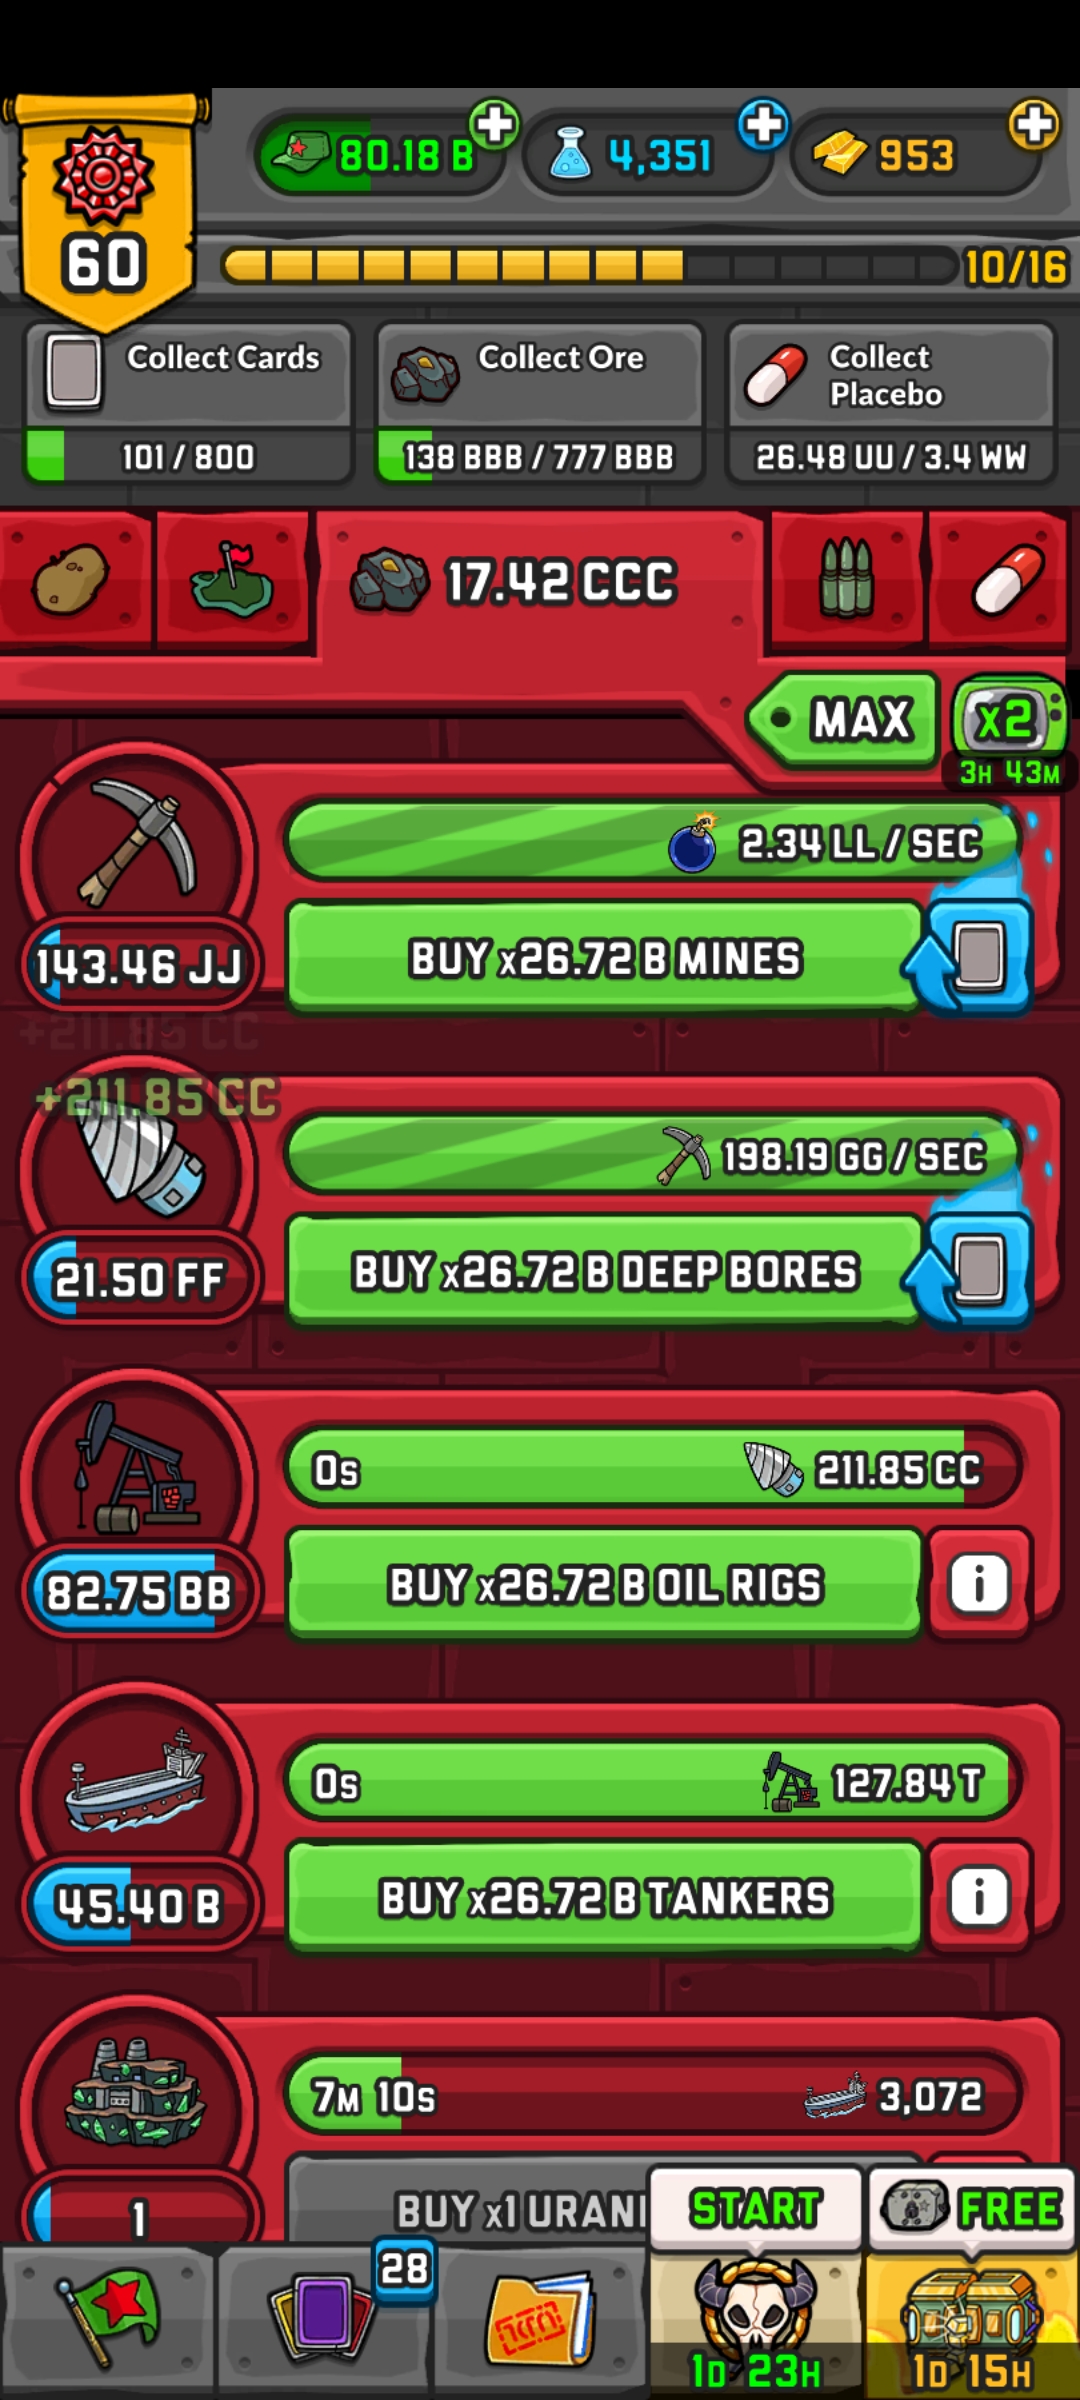 80.18 B
4,351
953
60
10/16
Collect Cards
101 / 800
Collect Ore
138 BBB / 777 BBB
Collect
Placebo
26.48 UU / 3.4 WW
17.42 CCC
MAX
x2
3H 43M
2.34 LL / SEC
143.46 JJ
BUY x26.72 B MINES
+211.85 CC
+211.85 CC
198.19 GG / SEC
21.50 FF
BUY x26.72 B DEEP BORES
0s
211.85 CC
82.75 BB
BUY x26.72 B OIL RIGS
i
0s
127.84 T
45.40 B
BUY x26.72 B TANKERS
i
7M 10s
3,072
1
BUY x1 URANI
START
FREE
28
1D 23H
1D 15H